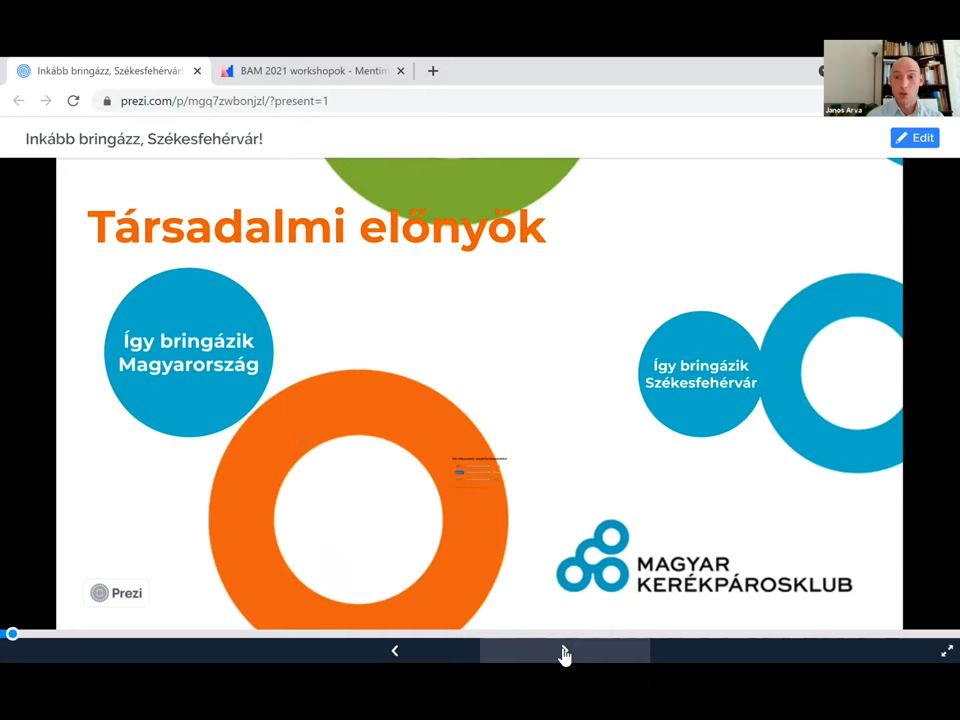 Inkább bringázz, Székesfehérvár!
BAM 2021 workshopok - Mentim
prezi.com/p/mgq7zwbonjzl/?present=1
Janos Arva
Inkább bringázz, Székesfehérvár!
Edit
Társadalmi előnyök
Így bringázik
Magyarország
Így bringázik
Székesfehérvár
MAGYAR
KERÉKPÁROSKLUB
Prezi